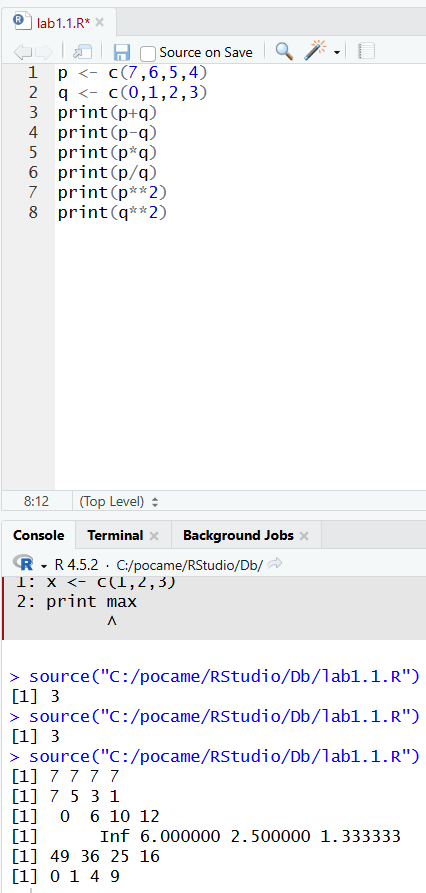 lab1.1.R*
Source on Save
1 p <- c(7,6,5,4)
2 q <- c(0,1,2,3)
3 print(p+q)
4 print(p-q)
5 print(p*q)
6 print(p/q)
7 print(p**2)
8 print(q**2)
8:12 (Top Level)
Console Terminal Background Jobs
R 4.5.2 · C:/pocame/RStudio/Db/
1: x <- c(1,2,3)
2: print max
^
> source("C:/pocame/RStudio/Db/lab1.1.R")
[1] 3
> source("C:/pocame/RStudio/Db/lab1.1.R")
[1] 3
> source("C:/pocame/RStudio/Db/lab1.1.R")
[1] 7 7 7 7
[1] 7 5 3 1
[1]  0  6 10 12
[1]      Inf 6.000000 2.500000 1.333333
[1] 49 36 25 16
[1] 0 1 4 9